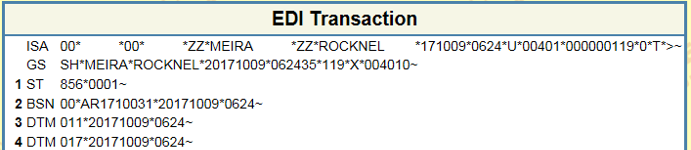 EDI Transaction
ISA 00* *00* *ZZ*MEIRA *ZZ*ROCKNEL *171009*0624*U*00401*000000119*0*T*>~
GS SH*MEIRA*ROCKNEL*20171009*062435*119*X*004010~
1 ST 856*0001~
2 BSN 00*AR1710031*20171009*0624~
3 DTM 011*20171009*0624~
4 DTM 017*20171009*0624~